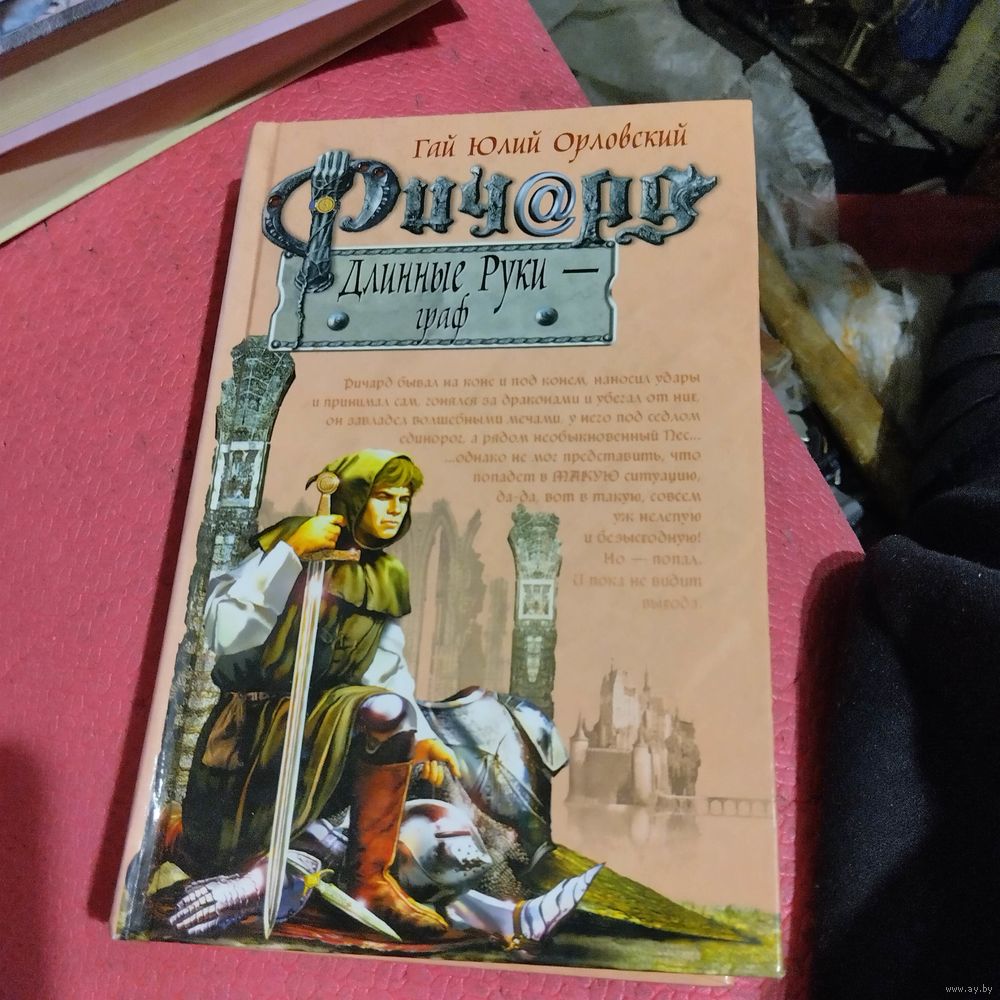 Гай Юлий Орловский
Рич@рд
Длинные Руки —
граф
Ричард бывал на коне и под конем, наносил удары
и принимал сам, гонялся за драконами и убегал от них,
он завладел волшебными мечами, у него под седлом
единорог, а рядом необыкновенный Пес...
...однако не мог представить, что
попадет в ТАКУЮ ситуацию,
да-да, вот в такую, совсем
уж нелепую
и безысходную!
Но — попал.
И пока не видит
выхода.
www.ay.by